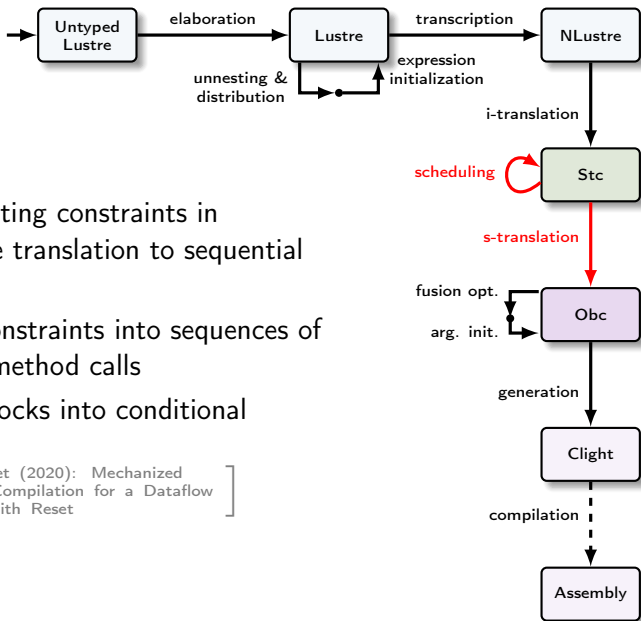 Untyped
Lustre
elaboration
Lustre
transcription
NLustre
unnesting &
distribution
expression
initialization
i-translation
scheduling
Stc
ting constraints in
e translation to sequential
s-translation
fusion opt.
Obc
arg. init.
onstraints into sequences of
method calls
ocks into conditional
generation
et (2020): Mechanized
Compilation for a Dataflow
ith Reset
Clight
compilation
Assembly